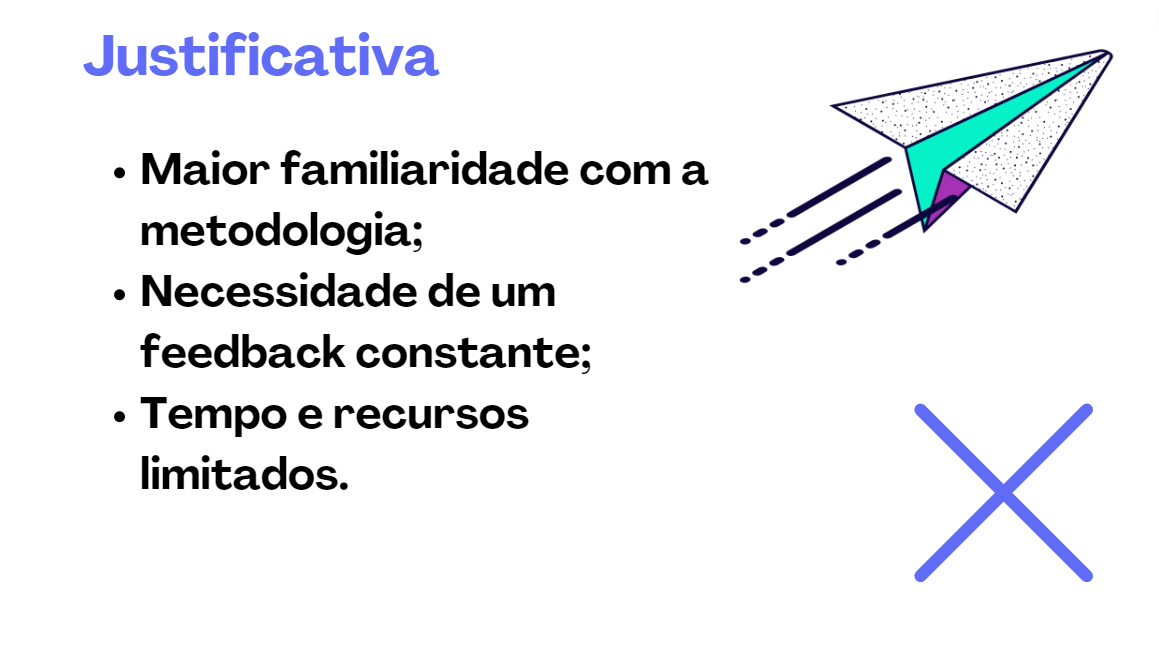 Justificativa
• Maior familiaridade com a
metodologia;
• Necessidade de um
feedback constante;
• Tempo e recursos
limitados.